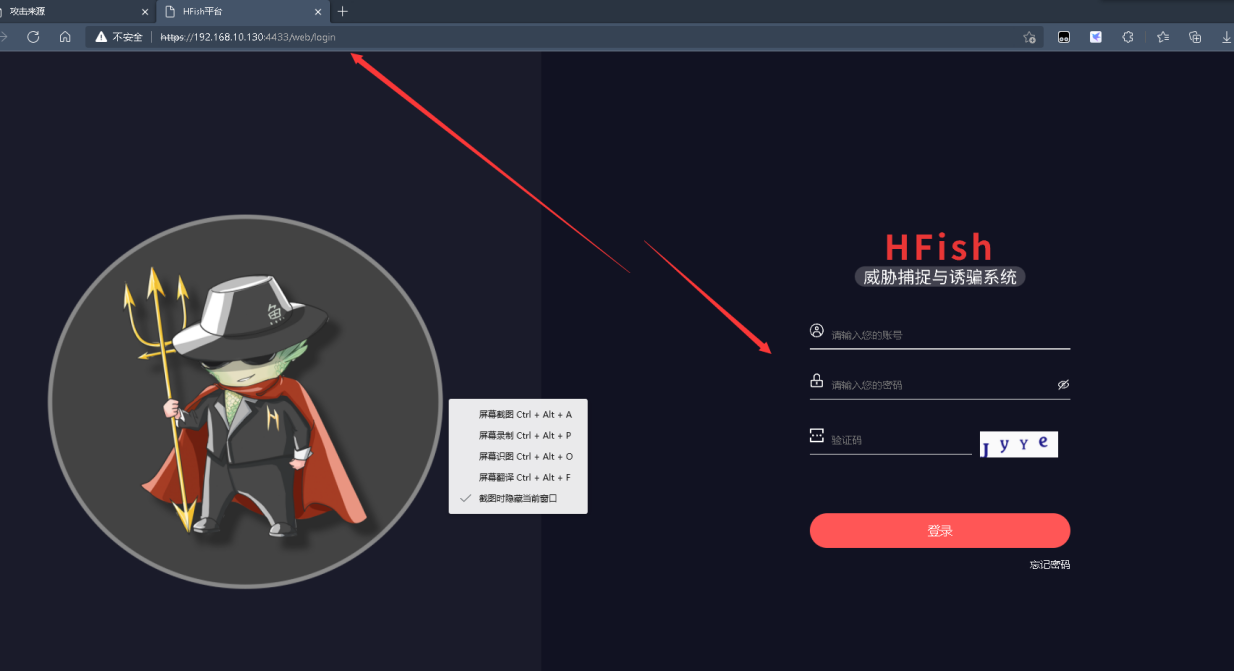 攻击来源
HFish平台
不安全
https://192.168.10.130:4433/web/login
HFish
威胁捕捉与诱骗系统
请输入您的账号
请输入您的密码
验证码
JyYe
登录
忘记密码
鱼
H
屏幕截图 Ctrl + Alt + A
屏幕录制 Ctrl + Alt + P
屏幕识图 Ctrl + Alt + O
屏幕翻译 Ctrl + Alt + F
截图时隐藏当前窗口